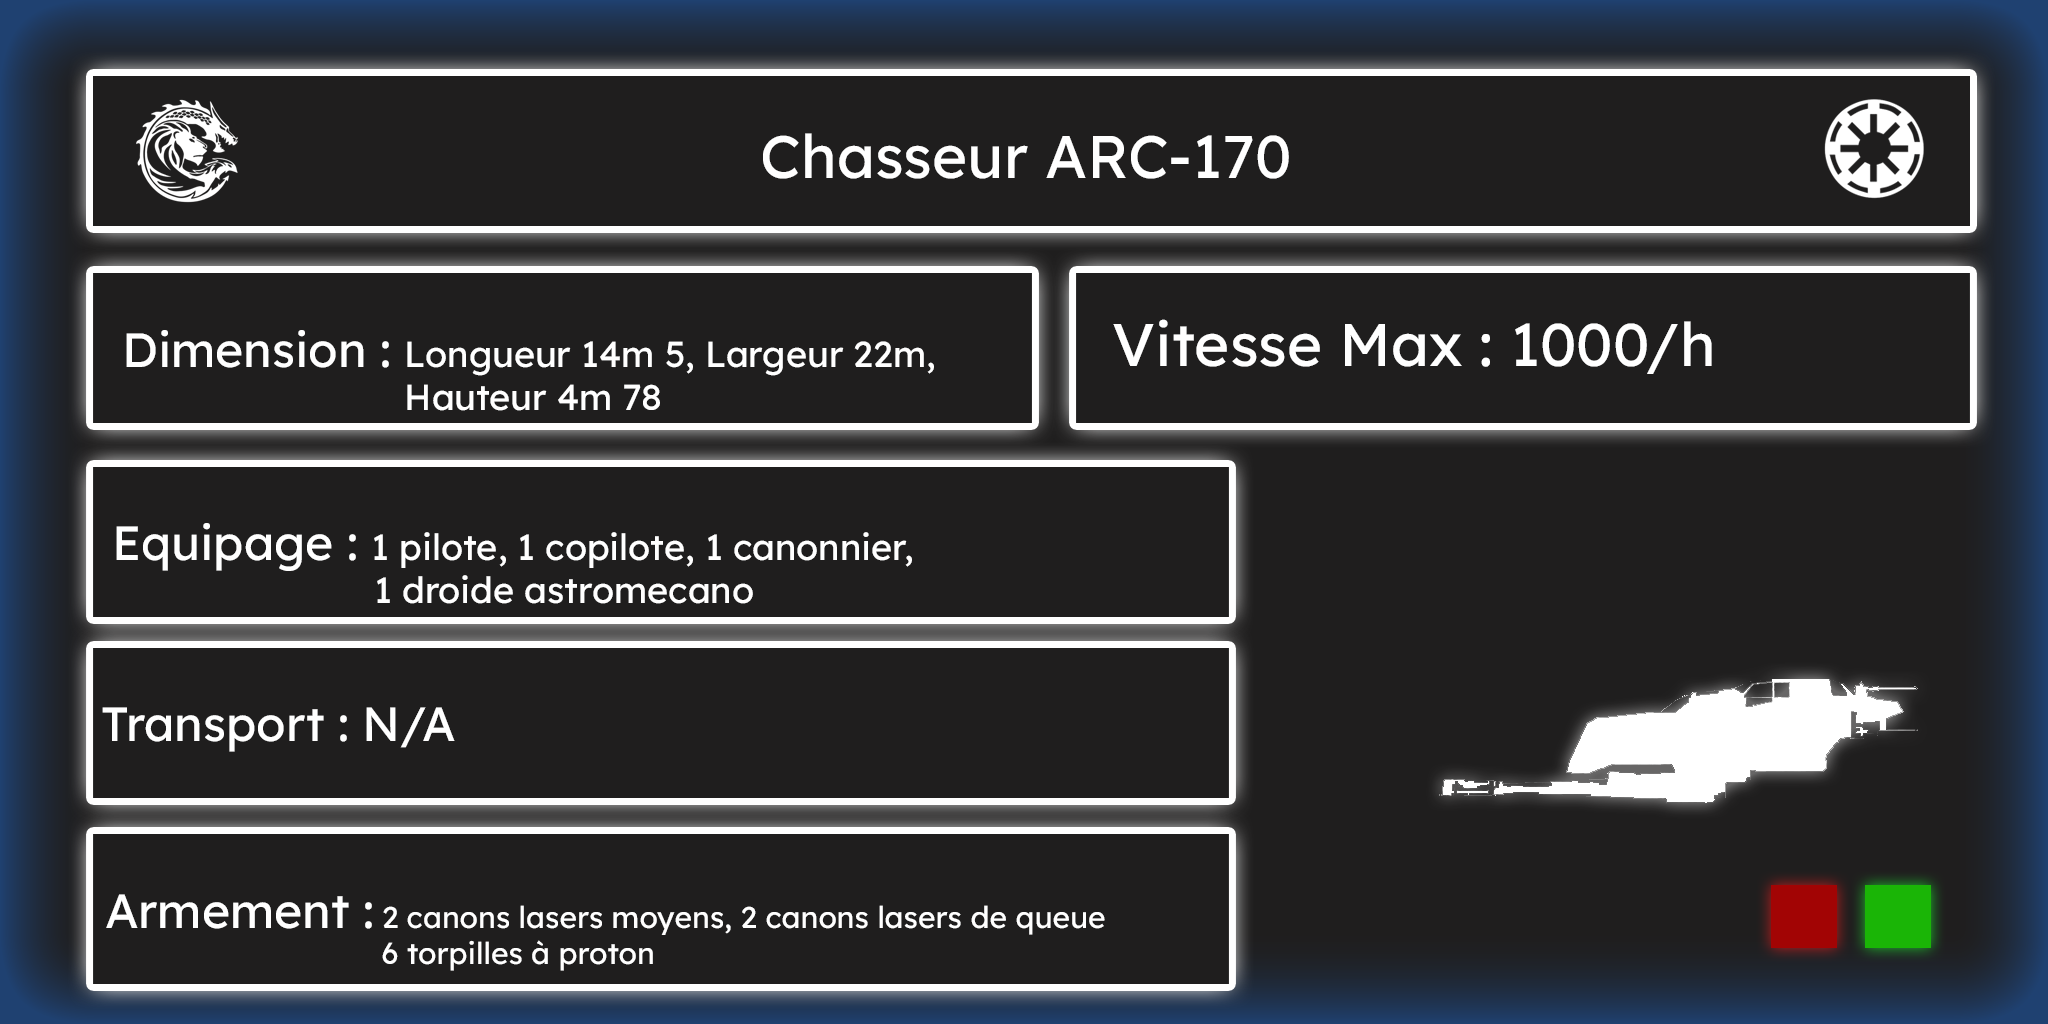 Chasseur ARC-170
Dimension : Longueur 14m 5, Largeur 22m,
Hauteur 4m 78
Vitesse Max : 1000/h
Equipage : 1 pilote, 1 copilote, 1 canonnier,
1 droide astromecano
Transport : N/A
Armement : 2 canons lasers moyens, 2 canons lasers de queue
6 torpilles à proton